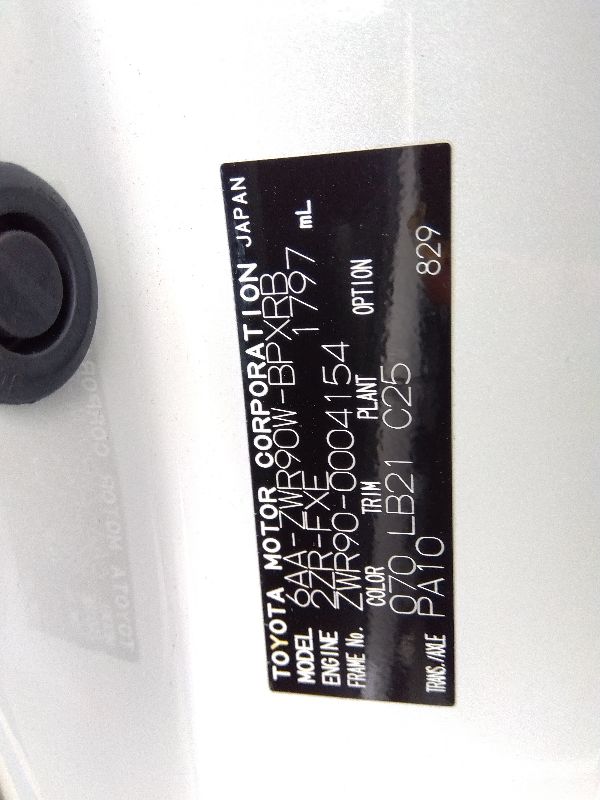 TOYOTA MOTOR CORPORATION JAPAN
MODEL 6AA-ZWR90W-BPXRB
ENGINE 2ZR-FXE 1797 mL
FRAME No. ZWR90-0004154
COLOR TRIM PLANT OPTION
070 LB21 C25
TRANS./AXLE PA10 829